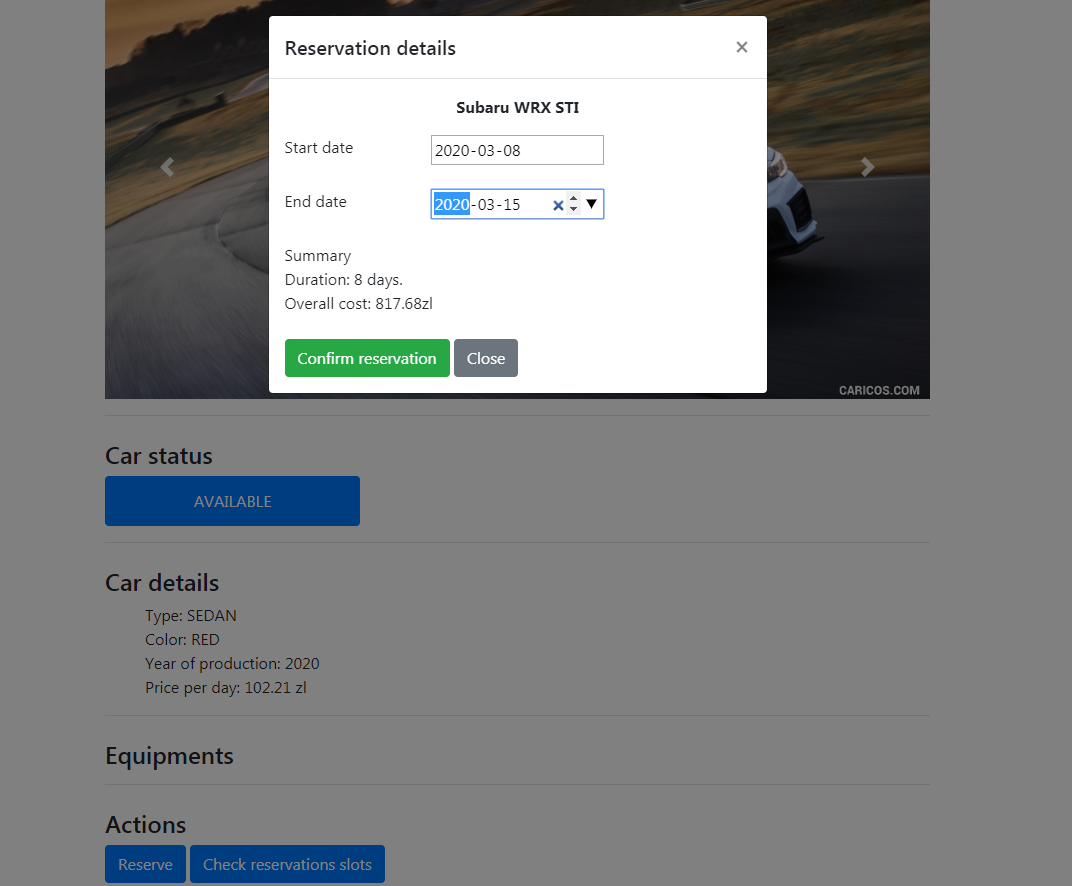 Reservation details ×
Subaru WRX STI
Start date 2020-03-08
End date 2020-03-15
Summary
Duration: 8 days.
Overall cost: 817.68zl
Confirm reservation Close
CARICOS.COM
Car status
AVAILABLE
Car details
Type: SEDAN
Color: RED
Year of production: 2020
Price per day: 102.21 zl
Equipments
Actions
Reserve Check reservations slots